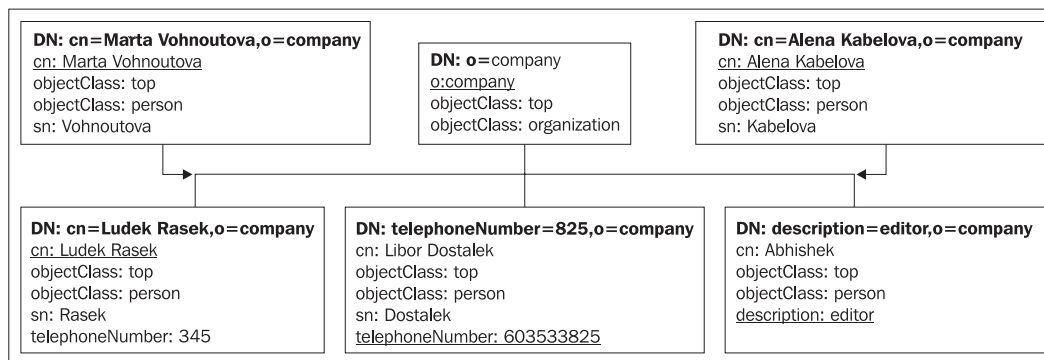 DN: cn=Marta Vohnoutova,o=company
cn: Marta Vohnoutova
objectClass: top
objectClass: person
sn: Vohnoutova
DN: o=company
o:company
objectClass: top
objectClass: organization
DN: cn=Alena Kabelova,o=company
cn: Alena Kabelova
objectClass: top
objectClass: person
sn: Kabelova
DN: cn=Ludek Rasek,o=company
cn: Ludek Rasek
objectClass: top
objectClass: person
sn: Rasek
telephoneNumber: 345
DN: telephoneNumber=825,o=company
cn: Libor Dostalek
objectClass: top
objectClass: person
sn: Dostalek
telephoneNumber: 603533825
DN: description=editor,o=company
cn: Abhishek
objectClass: top
objectClass: person
description: editor